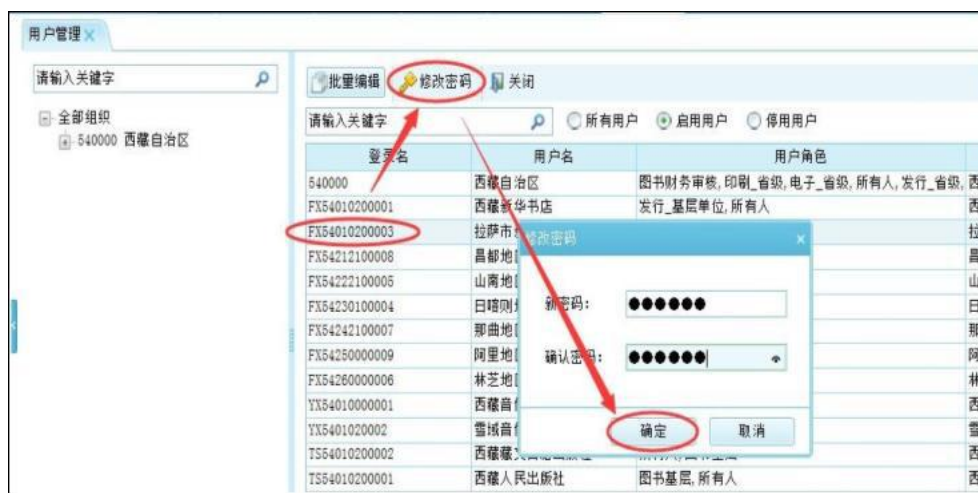 用户管理
请输入关键字
全部组织
540000 西藏自治区
批量编辑 修改密码 关闭
请输入关键字 所有用户 启用用户 停用用户
登录名 用户名 用户角色
540000 西藏自治区 图书财务审核,印刷_省级,电子_省级,所有人,发行_省级,
FX54010200001 西藏新华书店 发行_基层单位,所有人
FX54010200003 拉萨市
修改密码
FX54212100008 昌都地
FX54222100005 山南地
新密码: ●●●●●●
FX54230100004 日喀则
FX54242100007 那曲地
确认密码: ●●●●●●
FX54250000009 阿里地
FX54260000006 林芝地
YX54010000001 西藏音
YX5401020002 雪域音
确定 取消
TS54010200002 西藏藏
TS54010200001 西藏人民出版社 图书基层,所有人